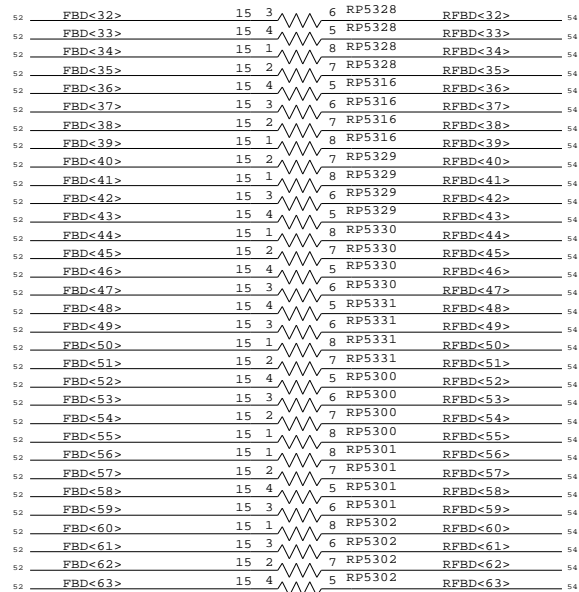 52 FBD<32> 15 3 6 RP5328 RFBD<32> 54
52 FBD<33> 15 4 5 RP5328 RFBD<33> 54
52 FBD<34> 15 1 8 RP5328 RFBD<34> 54
52 FBD<35> 15 2 7 RP5328 RFBD<35> 54
52 FBD<36> 15 4 5 RP5316 RFBD<36> 54
52 FBD<37> 15 3 6 RP5316 RFBD<37> 54
52 FBD<38> 15 2 7 RP5316 RFBD<38> 54
52 FBD<39> 15 1 8 RP5316 RFBD<39> 54
52 FBD<40> 15 2 7 RP5329 RFBD<40> 54
52 FBD<41> 15 1 8 RP5329 RFBD<41> 54
52 FBD<42> 15 3 6 RP5329 RFBD<42> 54
52 FBD<43> 15 4 5 RP5329 RFBD<43> 54
52 FBD<44> 15 1 8 RP5330 RFBD<44> 54
52 FBD<45> 15 2 7 RP5330 RFBD<45> 54
52 FBD<46> 15 4 5 RP5330 RFBD<46> 54
52 FBD<47> 15 3 6 RP5330 RFBD<47> 54
52 FBD<48> 15 4 5 RP5331 RFBD<48> 54
52 FBD<49> 15 3 6 RP5331 RFBD<49> 54
52 FBD<50> 15 1 8 RP5331 RFBD<50> 54
52 FBD<51> 15 2 7 RP5331 RFBD<51> 54
52 FBD<52> 15 4 5 RP5300 RFBD<52> 54
52 FBD<53> 15 3 6 RP5300 RFBD<53> 54
52 FBD<54> 15 2 7 RP5300 RFBD<54> 54
52 FBD<55> 15 1 8 RP5300 RFBD<55> 54
52 FBD<56> 15 1 8 RP5301 RFBD<56> 54
52 FBD<57> 15 2 7 RP5301 RFBD<57> 54
52 FBD<58> 15 4 5 RP5301 RFBD<58> 54
52 FBD<59> 15 3 6 RP5301 RFBD<59> 54
52 FBD<60> 15 1 8 RP5302 RFBD<60> 54
52 FBD<61> 15 3 6 RP5302 RFBD<61> 54
52 FBD<62> 15 2 7 RP5302 RFBD<62> 54
52 FBD<63> 15 4 5 RP5302 RFBD<63> 54